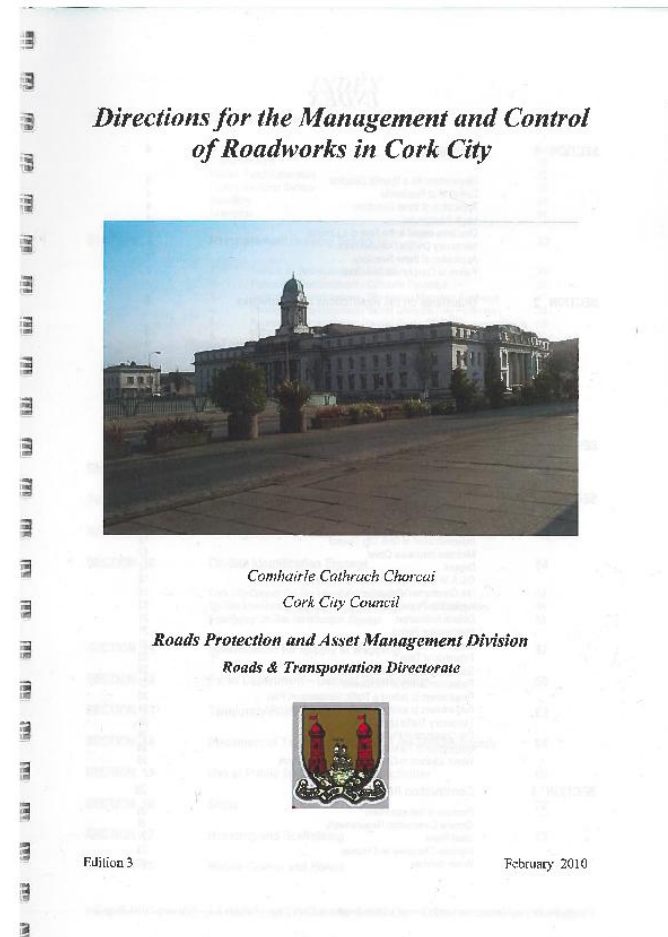 Directions for the Management and Control
of Roadworks in Cork City
Comhairle Cathrach Chorcaí
Cork City Council
Roads Protection and Asset Management Division
Roads & Transportation Directorate
Edition 3
February 2010